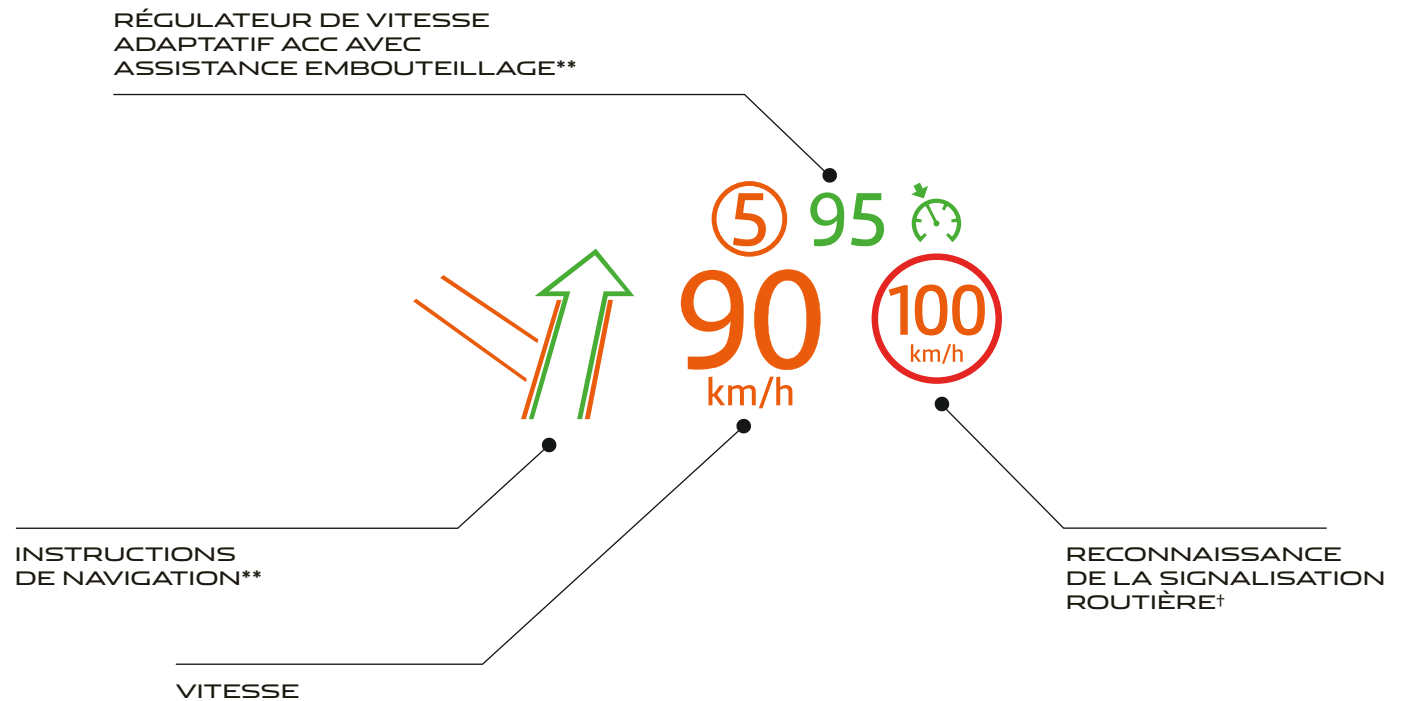 RÉGULATEUR DE VITESSE
ADAPTATIF ACC AVEC
ASSISTANCE EMBOUTEILLAGE**
5 95
90
km/h
100
km/h
INSTRUCTIONS
DE NAVIGATION**
RECONNAISSANCE
DE LA SIGNALISATION
ROUTIÈRE†
VITESSE